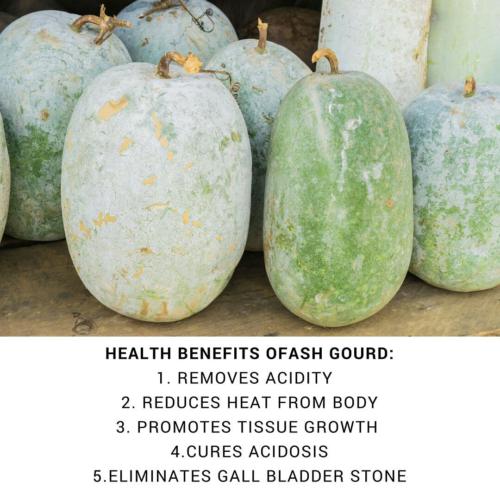 HEALTH BENEFITS OFASH GOURD:
1. REMOVES ACIDITY
2. REDUCES HEAT FROM BODY
3. PROMOTES TISSUE GROWTH
4.CURES ACIDOSIS
5.ELIMINATES GALL BLADDER STONE